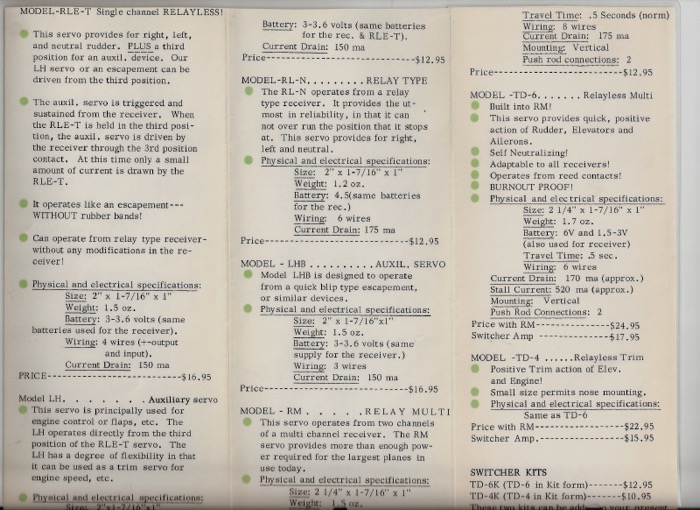 MODEL-RLE-T Single channel RELAYLESS!
This servo provides for right, left,
and neutral rudder. PLUS a third
position for an auxil. device. Our
LH servo or an escapement can be
driven from the third position.
The auxil. servo is triggered and
sustained from the receiver. When
the RLE-T is held in the third posi-
tion, the auxil. servo is driven by
the receiver through the 3rd position
contact. At this time only a small
amount of current is drawn by the
RLE-T.
It operates like an escapement---
WITHOUT rubber bands!
Can operate from relay type receiver-
without any modifications in the re-
ceiver!
Physical and electrical specifications:
Size: 2" x 1-7/16" x 1"
Weight: 1.5 oz.
Battery: 3-3.6 volts (same
batteries used for the receiver).
Wiring: 4 wires (+-output
and input).
Current Drain: 150 ma
PRICE-----------------------$16.95
Model LH. . . . . . . Auxiliary servo
This servo is principally used for
engine control or flaps, etc. The
LH operates directly from the third
position of the RLE-T servo. The
LH has a degree of flexibility in that
it can be used as a trim servo for
engine speed, etc.
Physical and electrical specifications:
Size: 2"x1-7/16"x1"
Battery: 3-3.6 volts (same batteries
for the rec. & RLE-T).
Current Drain: 150 ma
Price-----------------------------$12.95
MODEL-RL-N. . . . . . . . . RELAY TYPE
The RL-N operates from a relay
type receiver. It provides the ut-
most in reliability, in that it can
not over run the position that it stops
at. This servo provides for right,
left and neutral.
Physical and electrical specifications:
Size: 2" x 1-7/16" x 1"
Weight: 1.2 oz.
Battery: 4.5(same batteries
for the rec.)
Wiring: 6 wires
Current Drain: 175 ma
Price----------------------------$12.95
MODEL - LHB . . . . . . . . . . AUXIL. SERVO
Model LHB is designed to operate
from a quick blip type escapement,
or similar devices.
Physical and electrical specifications:
Size: 2" x 1-7/16"x1"
Weight: 1.5 oz.
Battery: 3-3.6 volts (same
supply for the receiver.)
Wiring: 3 wires
Current Drain: 150 ma
Price----------------------------$16.95
MODEL - RM . . . . . RELAY MULTI
This servo operates from two channels
of a multi channel receiver. The RM
servo provides more than enough pow-
er required for the largest planes in
use today.
Physical and electrical specifications:
Size: 2 1/4" x 1-7/16" x 1"
Weight: 1.5 oz.
Travel Time: .5 Seconds (norm)
Wiring: 8 wires
Current Drain: 175 ma
Mounting: Vertical
Push rod connections: 2
Price-------------------------$12.95
MODEL -TD-6. . . . . . Relayless Multi
Built into RM!
This servo provides quick, positive
action of Rudder, Elevators and
Ailerons.
Self Neutralizing!
Adaptable to all receivers!
Operates from reed contacts!
BURNOUT PROOF!
Physical and electrical specifications:
Size: 2 1/4" x 1-7/16" x 1"
Weight: 1.7 oz.
Battery: 6V and 1.5-3V
(also used for receiver)
Travel Time: .5 sec.
Wiring: 6 wires
Current Drain: 170 ma (approx.)
Stall Current: 520 ma (approx.)
Mounting: Vertical
Push Rod Connections: 2
Price with RM---------------$24.95
Switcher Amp ---------------$17.95
MODEL -TD-4 ......Relayless Trim
Positive Trim action of Elev.
and Engine!
Small size permits nose mounting.
Physical and electrical specifications:
Same as TD-6
Price with RM---------------$22.95
Switcher Amp.---------------$15.95
SWITCHER KITS
TD-6K (TD-6 in Kit form)-------$12.95
TD-4K (TD-4 in Kit form)-------$10.95
These two kits can be added to your present